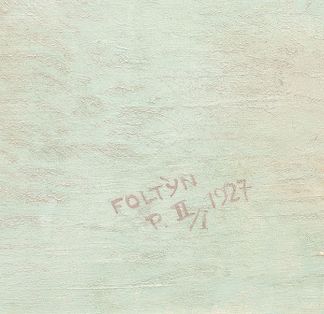 FOLTÝN
P. II/I 1927